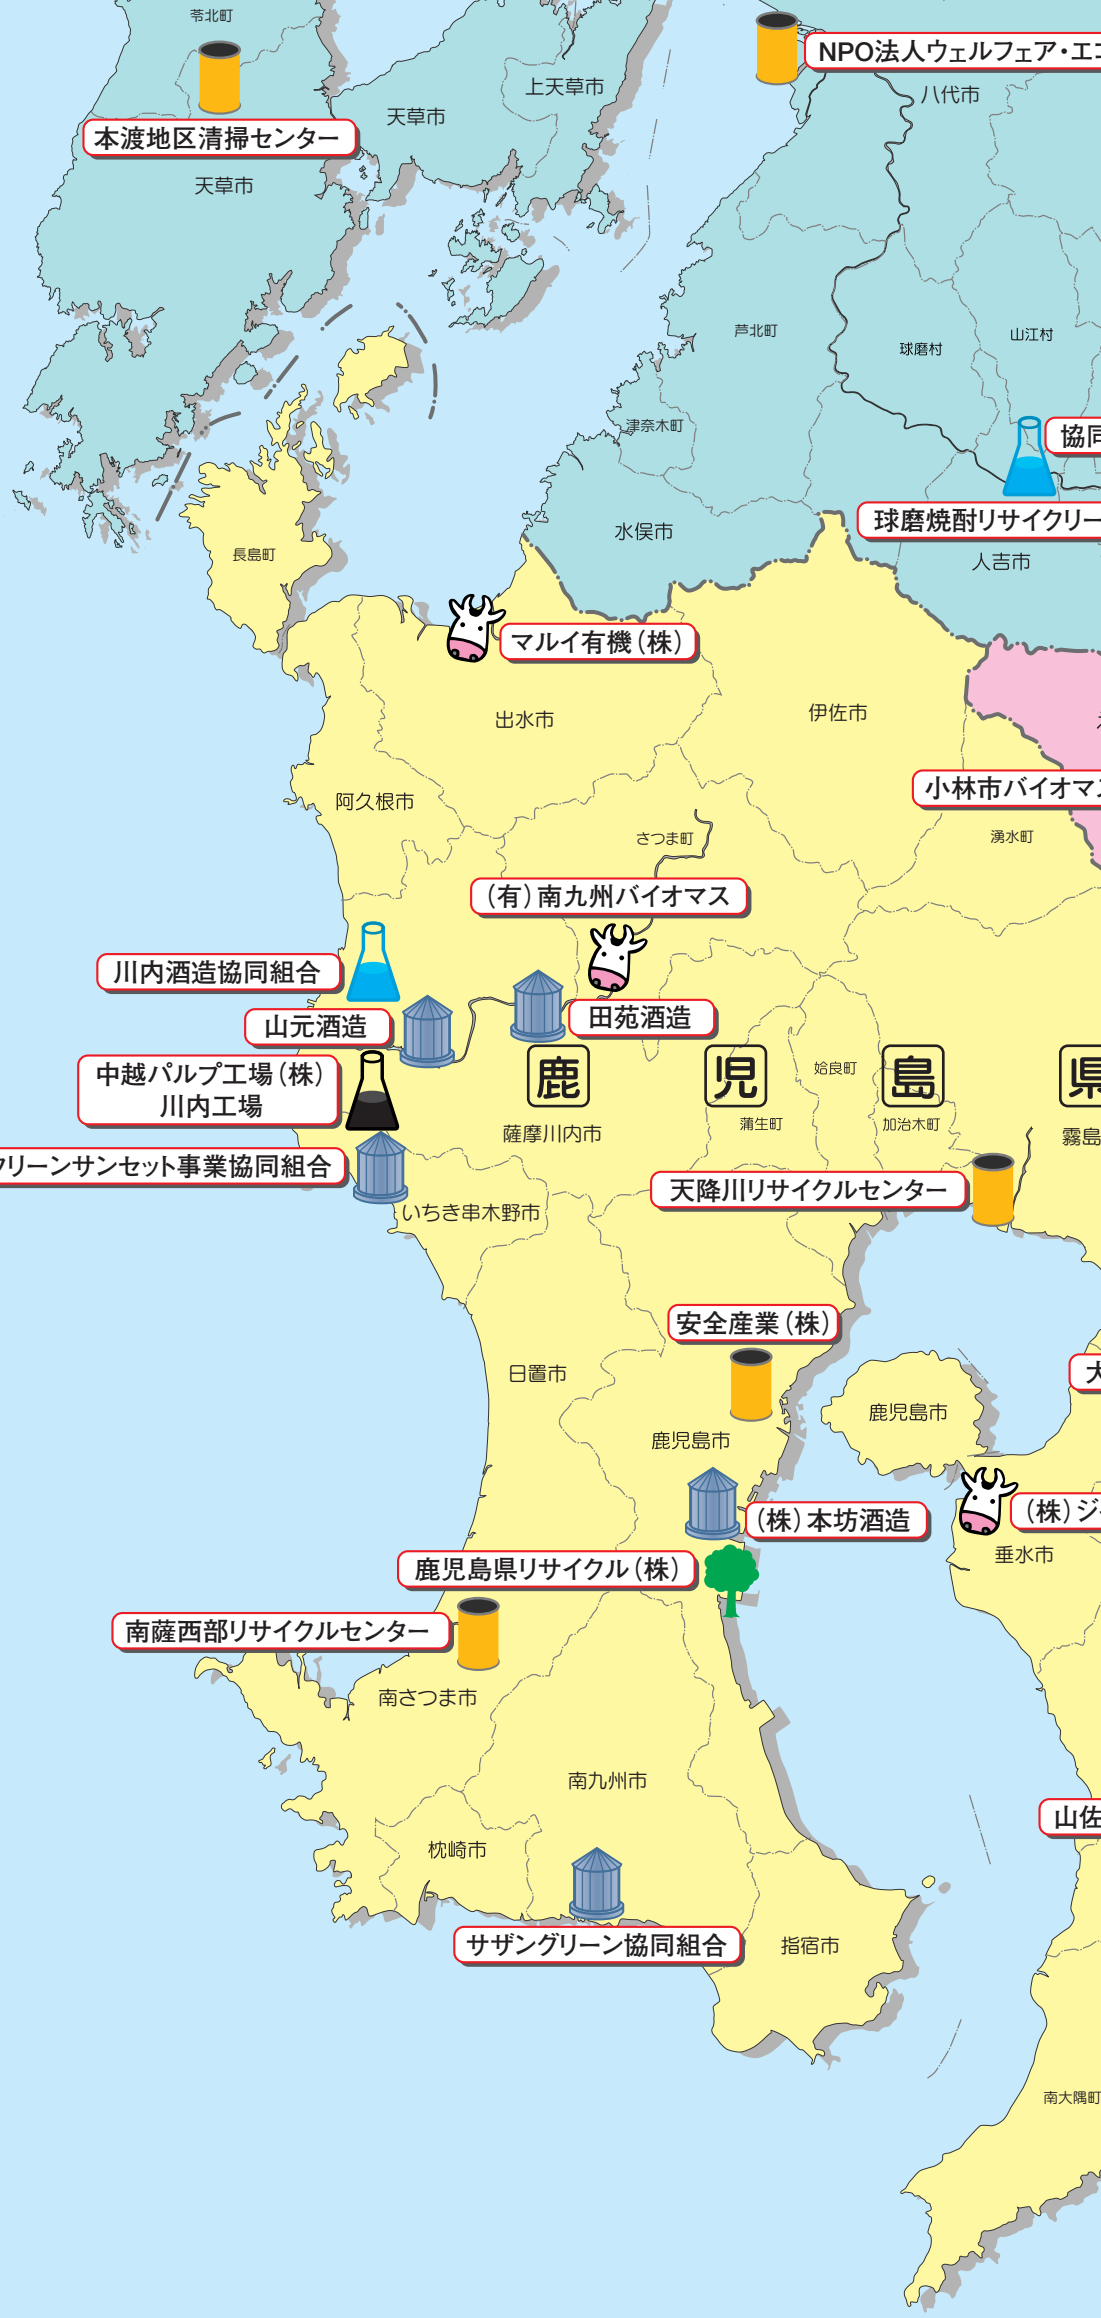 苓北町
NPO法人ウェルフェア・エコ
上天草市
八代市
天草市
本渡地区清掃センター
天草市
芦北町
山江村
球磨村
津奈木町
協同
球磨焼酎リサイクリー
水俣市
長島町
人吉市
マルイ有機(株)
出水市
伊佐市
小林市バイオマス
阿久根市
さつま町
湧水町
(有)南九州バイオマス
川内酒造協同組合
山元酒造
田苑酒造
中越パルプ工場(株)
川内工場
鹿児島県
姶良町
蒲生町
加治木町
薩摩川内市
霧島
クリーンサンセット事業協同組合
天降川リサイクルセンター
いちき串木野市
安全産業(株)
日置市
大
鹿児島市
鹿児島市
(株)本坊酒造
(株)ジ
垂水市
鹿児島県リサイクル(株)
南薩西部リサイクルセンター
南さつま市
南九州市
山佐
枕崎市
サザングリーン協同組合
指宿市
南大隅町